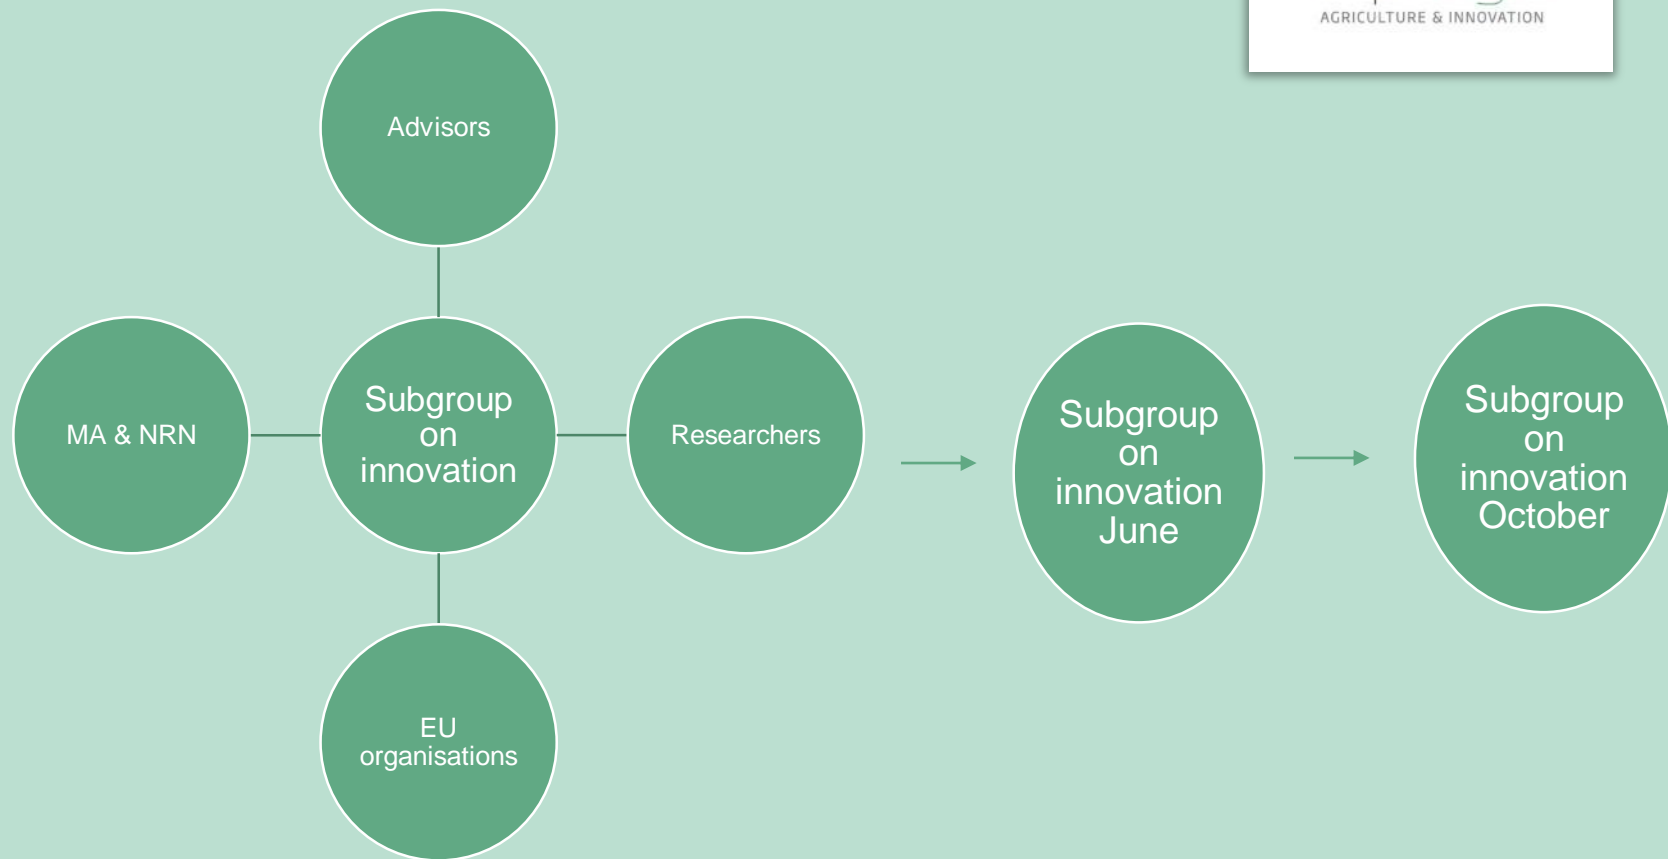 AGRICULTURE & INNOVATION
Advisors
MA & NRN
Subgroup
on
innovation
Researchers
EU
organisations
Subgroup
on
innovation
June
Subgroup
on
innovation
October